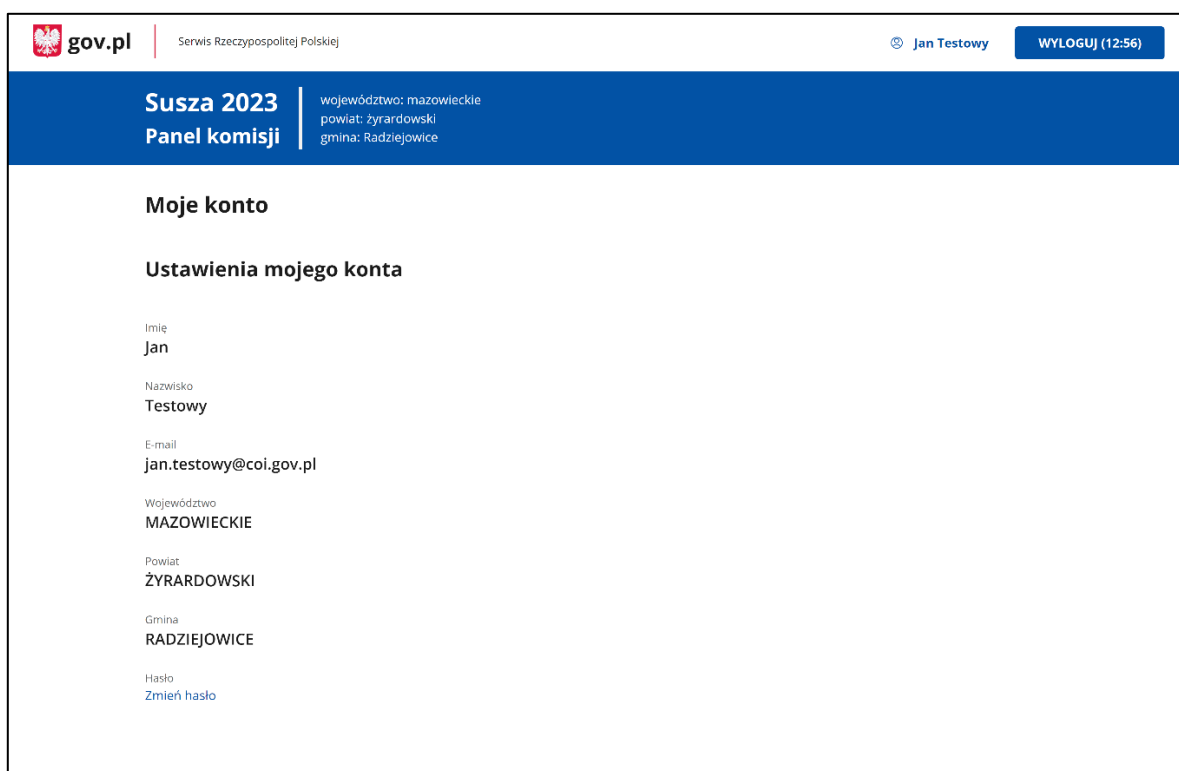 gov.pl
Serwis Rzeczypospolitej Polskiej
Jan Testowy
WYLOGUJ (12:56)
Susza 2023
Panel komisji
województwo: mazowieckie
powiat: żyrardowski
gmina: Radziejowice
Moje konto
Ustawienia mojego konta
Imię
Jan
Nazwisko
Testowy
E-mail
jan.testowy@coi.gov.pl
Województwo
MAZOWIECKIE
Powiat
ŻYRARDOWSKI
Gmina
RADZIEJOWICE
Hasło
Zmień hasło